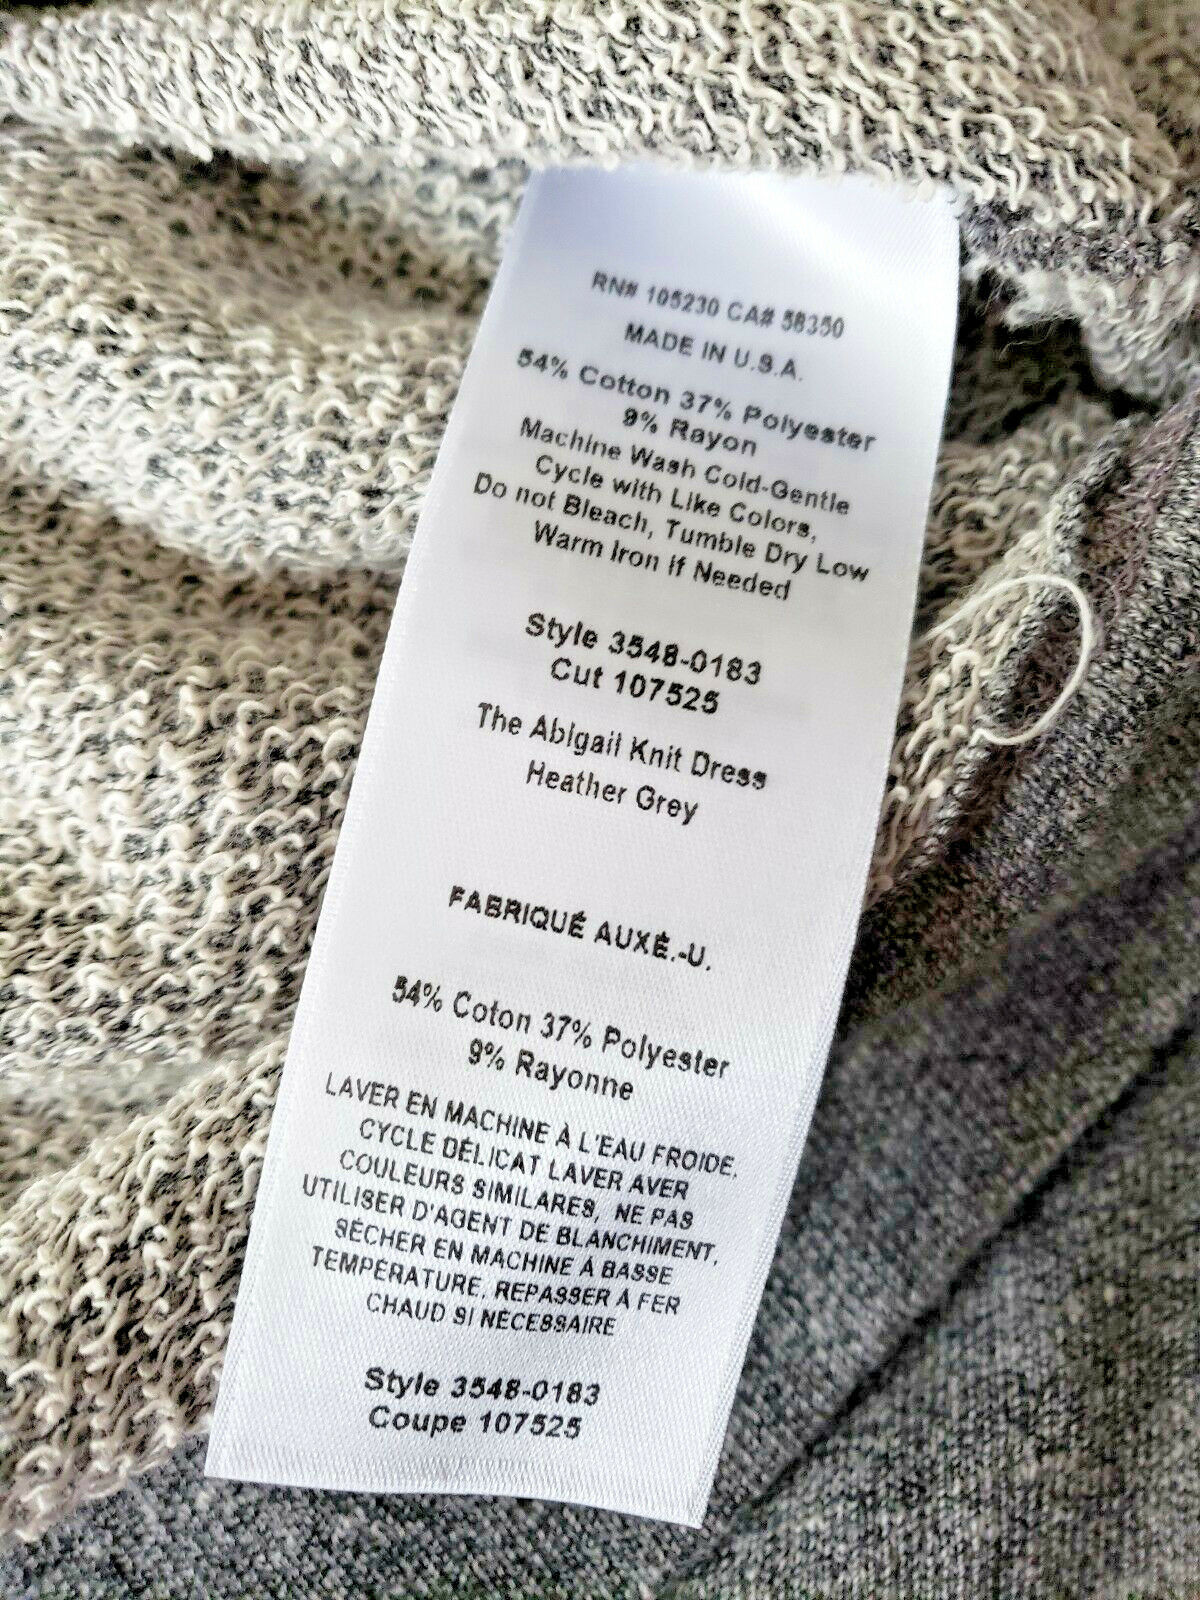 RN# 105230 CA# 58350
MADE IN U.S.A.
54% Cotton 37% Polyester
9% Rayon
Machine Wash Cold-Gentle
Cycle with Like Colors,
Do not Bleach, Tumble Dry Low
Warm Iron if Needed
Style 3548-0183
Cut 107525
The Abigail Knit Dress
Heather Grey
FABRIQUÉ AUXÉ.-U.
54% Coton 37% Polyester
9% Rayonne
LAVER EN MACHINE À L'EAU FROIDE,
CYCLE DÉLICAT LAVER AVER
COULEURS SIMILARES, NE PAS
UTILISER D'AGENT DE BLANCHIMENT,
SÉCHER EN MACHINE À BASSE
TEMPÉRATURE, REPASSER À FER
CHAUD SI NÉCESSAIRE
Style 3548-0183
Coupe 107525